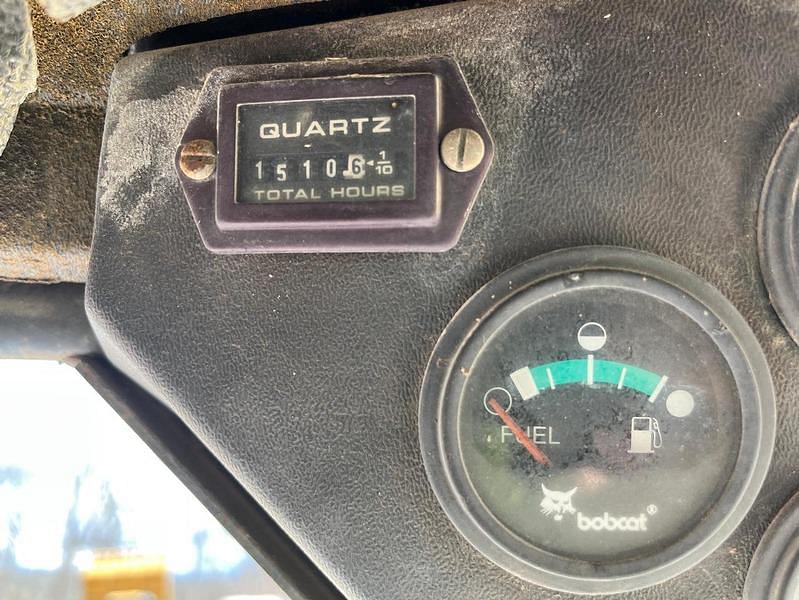 QUARTZ
1 5 1 0 6 1/10
TOTAL HOURS
FUEL
bobcat®